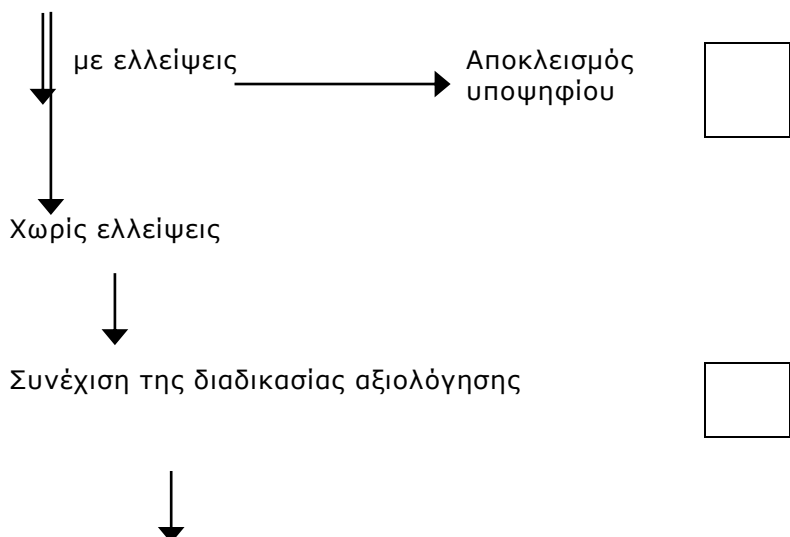 με ελλείψεις
Αποκλεισμός
υποψηφίου
Χωρίς ελλείψεις
Συνέχιση της διαδικασίας αξιολόγησης